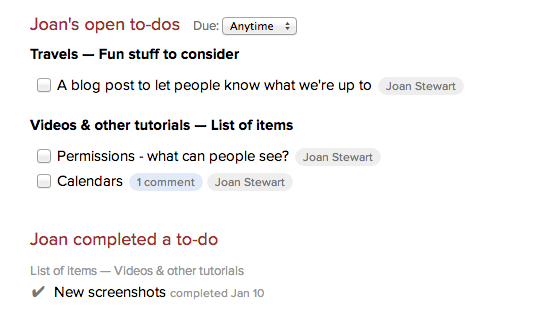 Joan's open to-dos Due: Anytime
Travels — Fun stuff to consider
A blog post to let people know what we're up to Joan Stewart
Videos & other tutorials — List of items
Permissions - what can people see? Joan Stewart
Calendars 1 comment Joan Stewart
Joan completed a to-do
List of items — Videos & other tutorials
New screenshots completed Jan 10